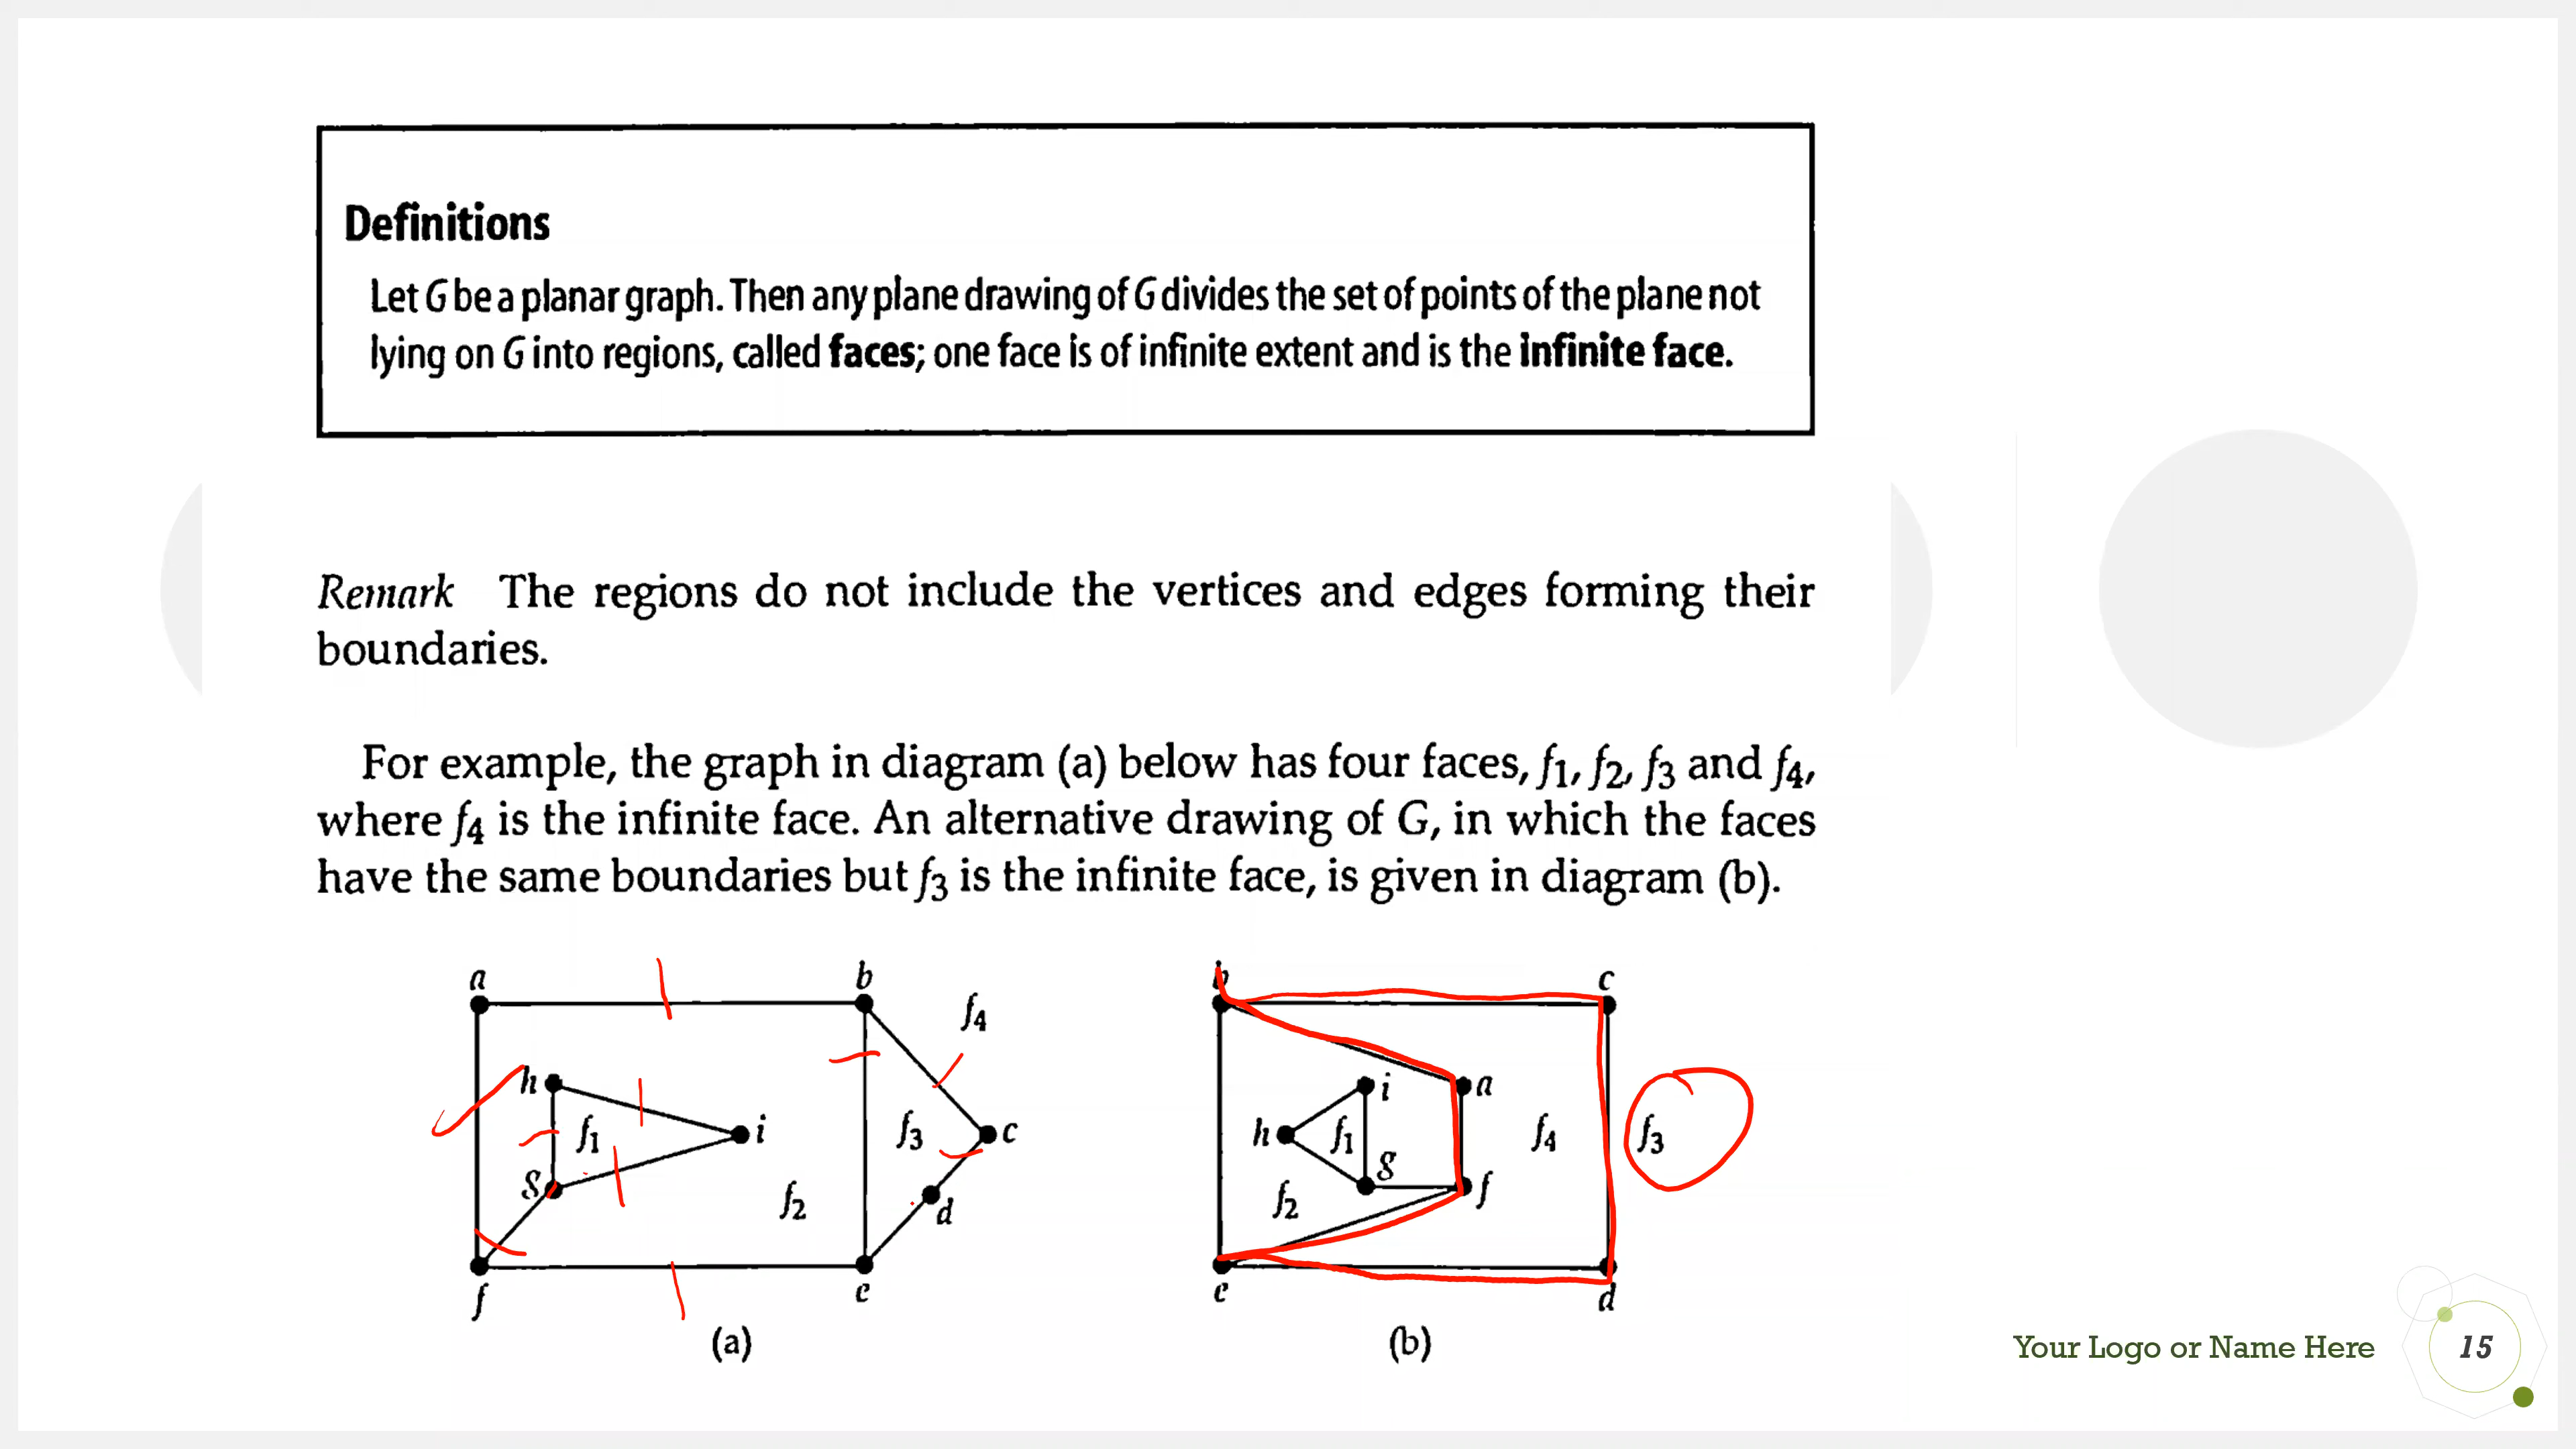 Definitions
Let G be a planar graph. Then any plane drawing of G divides the set of points of the plane not
lying on G into regions, called faces; one face is of infinite extent and is the infinite face.
Remark The regions do not include the vertices and edges forming their
boundaries.
For example, the graph in diagram (a) below has four faces, f1, f2, f3 and f4,
where f4 is the infinite face. An alternative drawing of G, in which the faces
have the same boundaries but f3 is the infinite face, is given in diagram (b).
a b
f4
h
f1
i
f3
c
g
f2
d
f e
(a)
b c
i a
h f1 f4 f3
g
f2 f
e d
(b)
Your Logo or Name Here
15